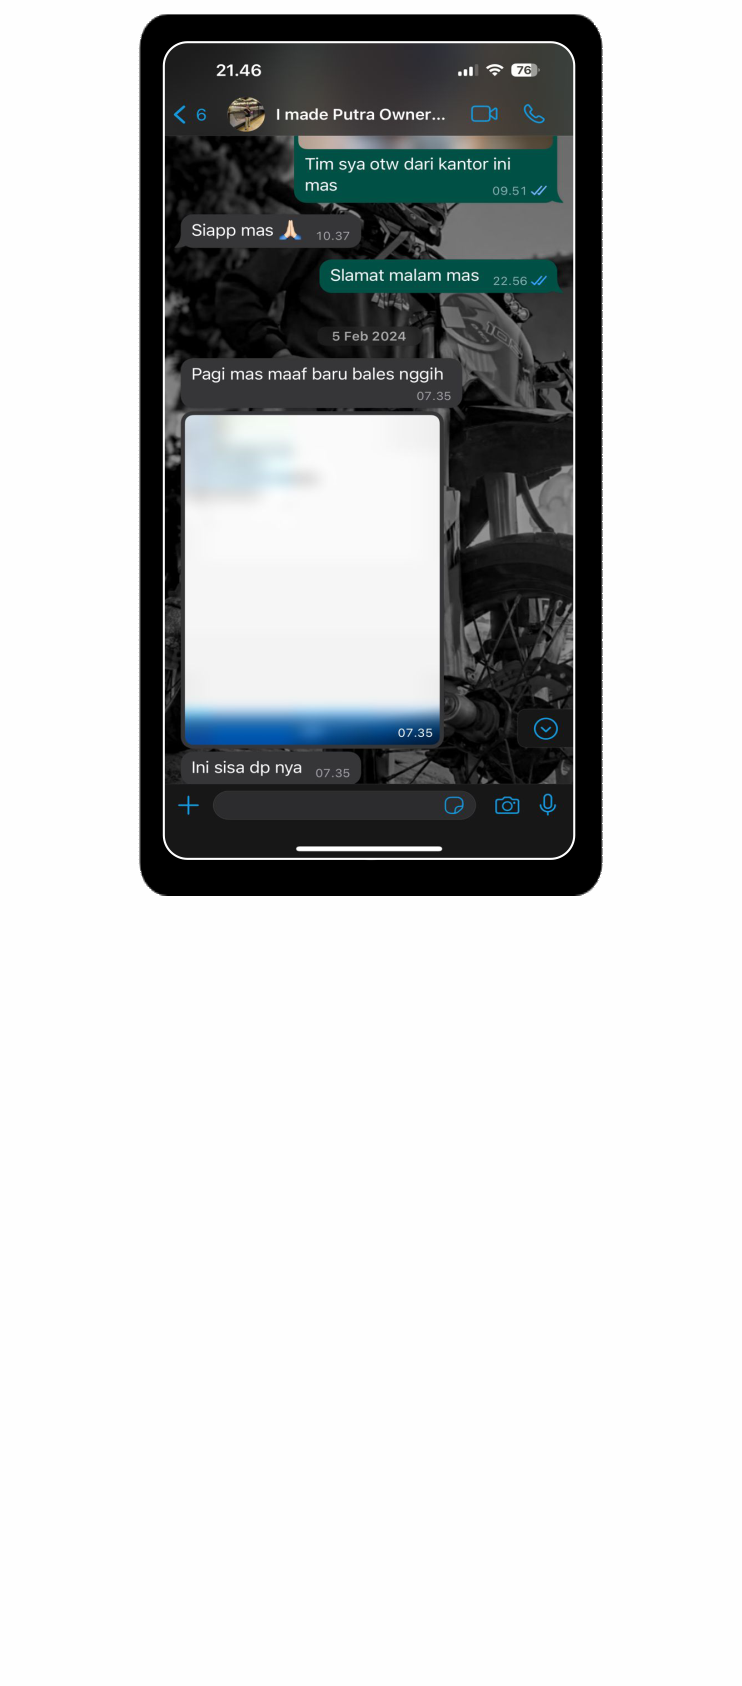 21.46
76
6
I made Putra Owner...
Tim sya otw dari kantor ini
mas
09.51
Siapp mas 🙏🏻
10.37
Slamat malam mas
22.56
5 Feb 2024
Pagi mas maaf baru bales nggih
07.35
07.35
Ini sisa dp nya
07.35